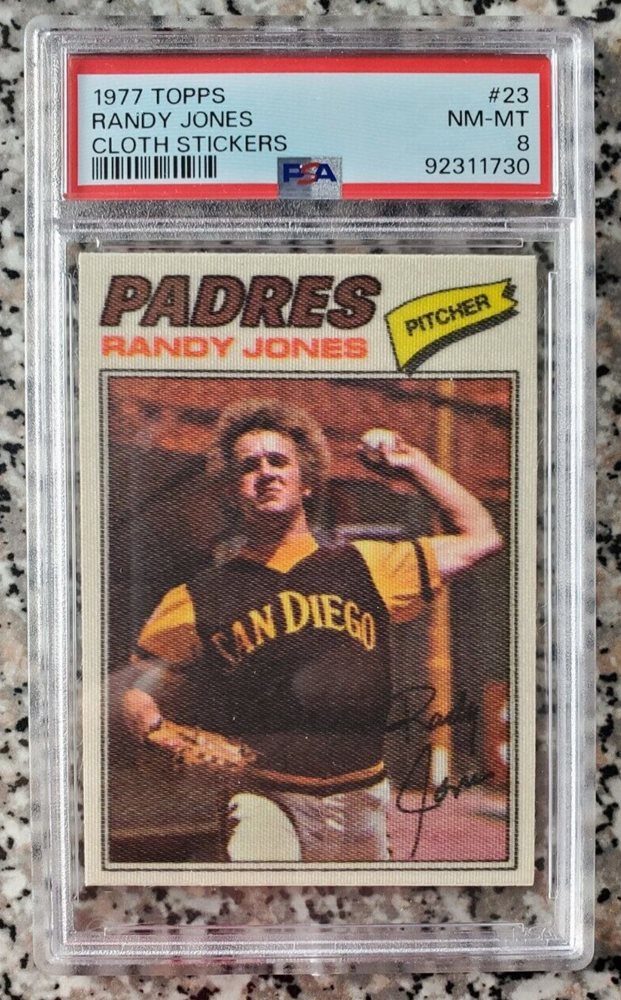 1977 TOPPS #23
RANDY JONES NM-MT
CLOTH STICKERS 8
PSA 92311730
PADRES
PITCHER
RANDY JONES
SAN DIEGO
Randy
Jones